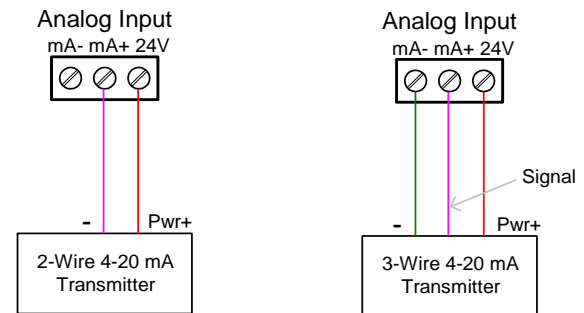 Analog Input
mA- mA+ 24V
- Pwr+
2-Wire 4-20 mA
Transmitter
Analog Input
mA- mA+ 24V
Signal
- Pwr+
3-Wire 4-20 mA
Transmitter